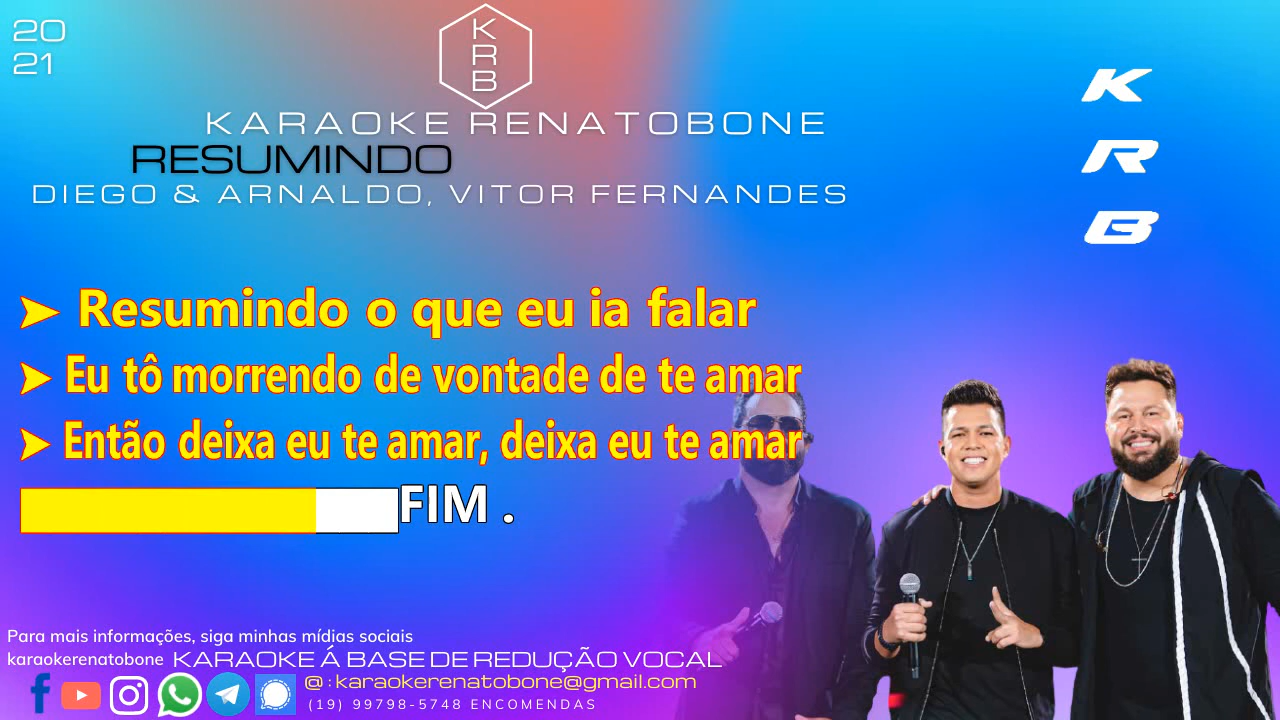 20
21
K
R
B
KARAOKE RENATOBONE
RESUMINDO
DIEGO & ARNALDO, VITOR FERNANDES
K
R
B
➤ Resumindo o que eu ia falar
➤ Eu tô morrendo de vontade de te amar
➤ Então deixa eu te amar, deixa eu te amar
FIM .
Para mais informações, siga minhas mídias sociais
karaokerenatobone KARAOKE Á BASE DE REDUÇÃO VOCAL
@ : karaokerenatobone@gmail.com
(19) 99798-5748 ENCOMENDAS